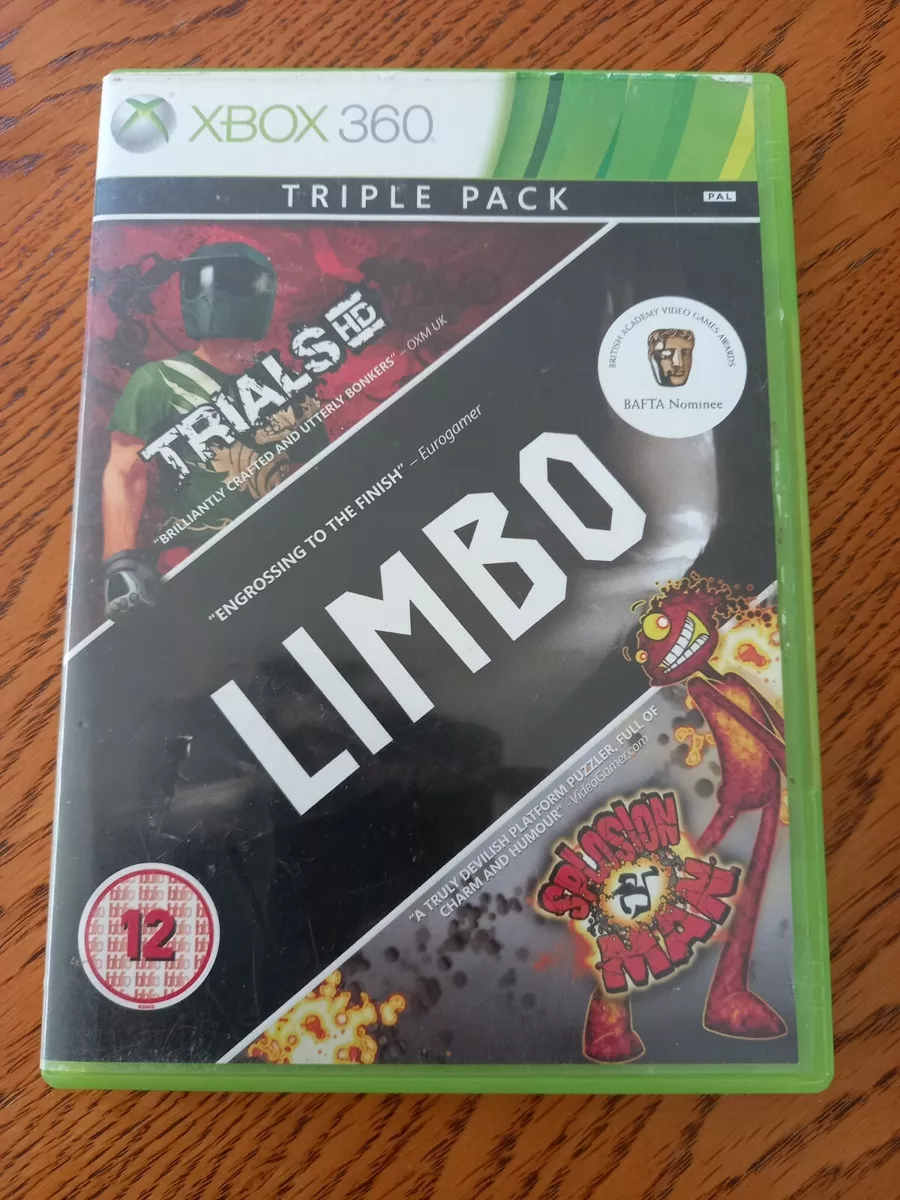 XBOX 360
TRIPLE PACK
PAL
TRIALS HD
"BRILLIANTLY CRAFTED AND UTTERLY BONKERS" – OXM UK
BRITISH ACADEMY VIDEO GAMES AWARDS
BAFTA Nominee
"ENGROSSING TO THE FINISH" – Eurogamer
LIMBO
"A TRULY DEVILISH PLATFORM PUZZLER, FULL OF
CHARM AND HUMOUR" -VideoGamer.com
SPLOSION
MAN
12